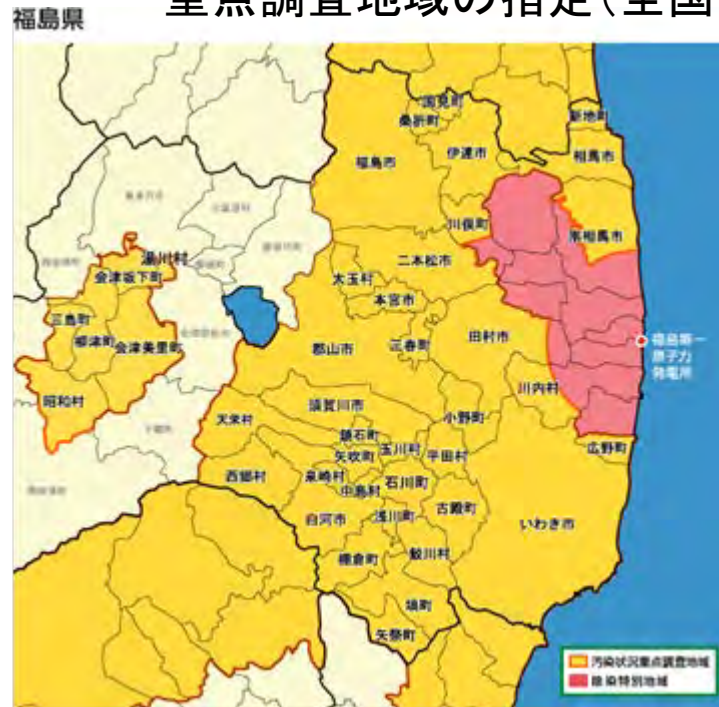 重点調査地域の指定(全国
福島県
国見町
桑折町
新地町
伊達市
相馬市
福島市
川俣町
南相馬市
湯川村
会津坂下町
二本松市
大玉村
本宮市
三島町
柳津町
会津美里町
郡山市
三春町
田村市
福島第一
原子力
発電所
川内村
昭和村
天栄村
須賀川市
小野町
鏡石町
玉川村
矢吹町
平田村
広野町
西郷村
泉崎村
石川町
中島村
古殿町
白河市
浅川町
いわき市
鮫川村
棚倉町
塙町
矢祭町
汚染状況重点調査地域
除染特別地域